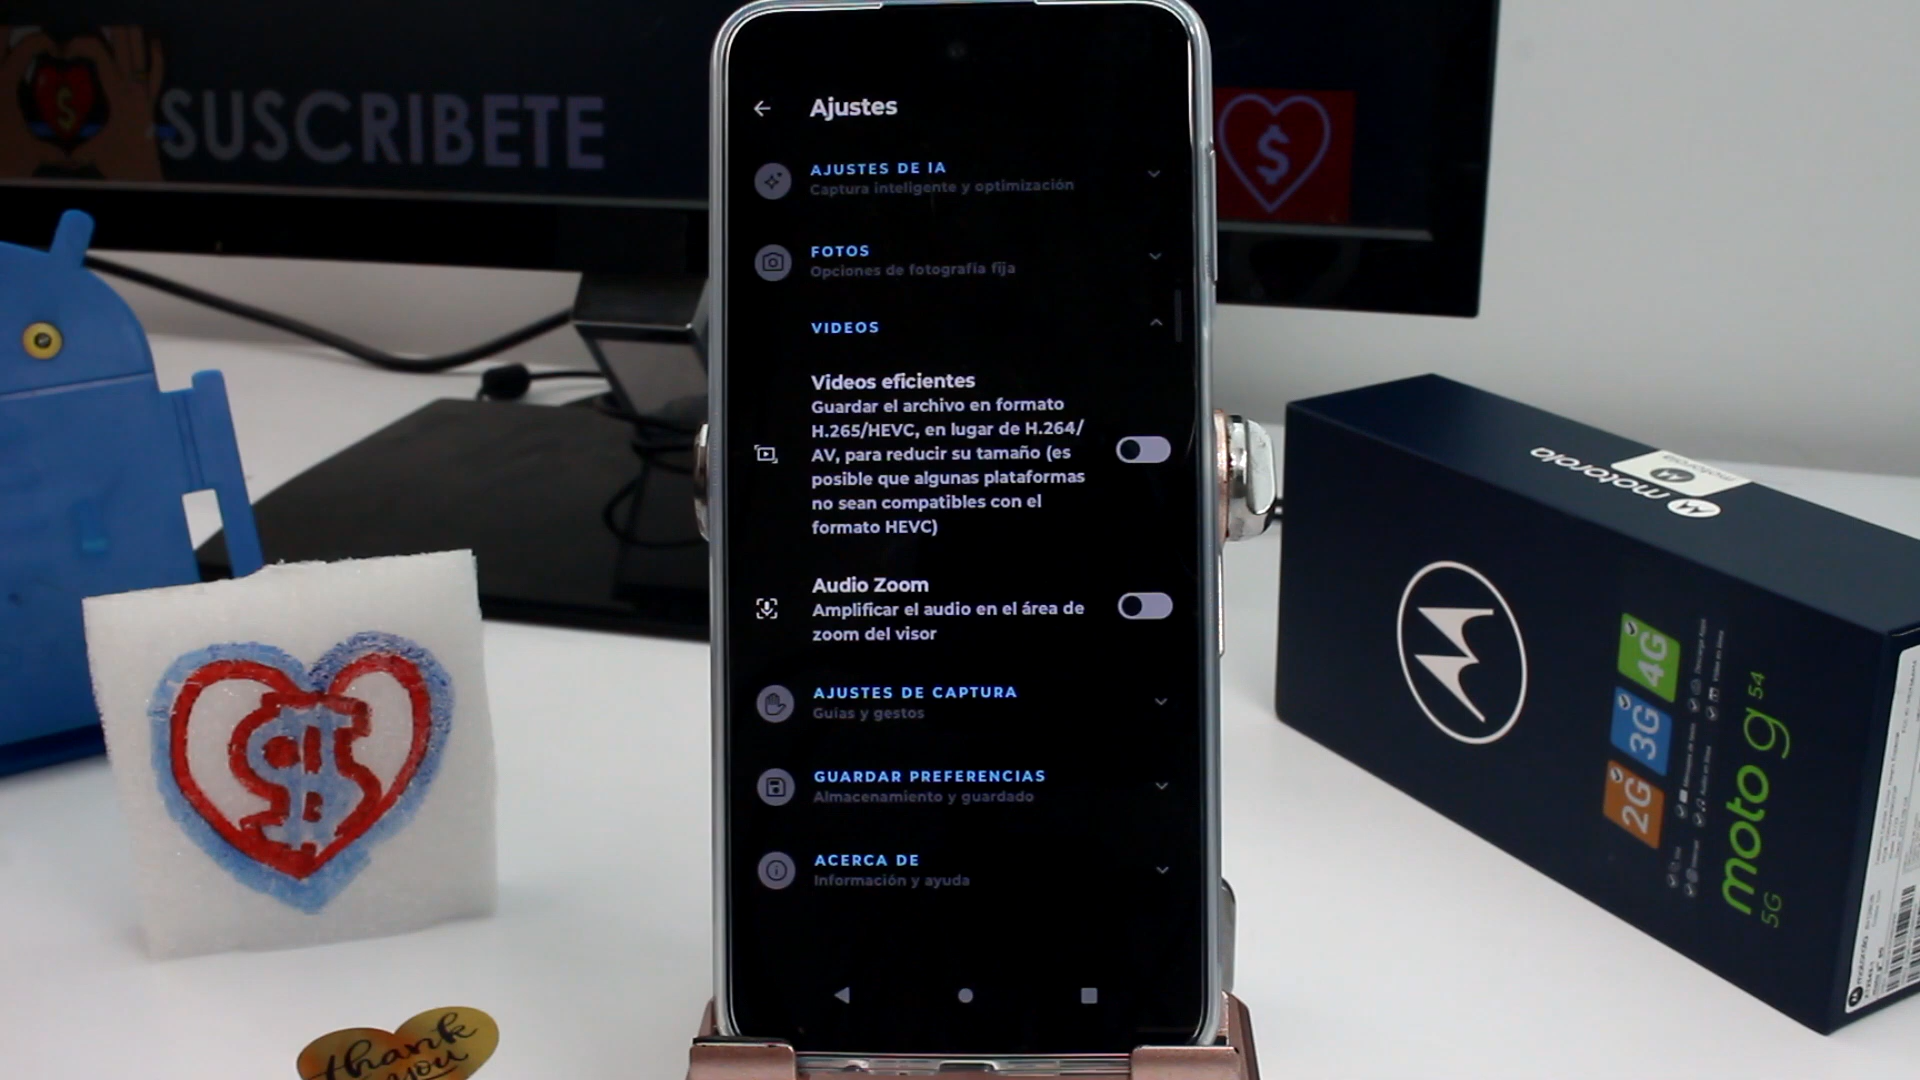 SUSCRIBETE
$
Ajustes
AJUSTES DE IA
Captura inteligente y optimización
FOTOS
Opciones de fotografía fija
VIDEOS
Videos eficientes
Guardar el archivo en formato
H.265/HEVC, en lugar de H.264/
AV, para reducir su tamaño (es
posible que algunas plataformas
no sean compatibles con el
formato HEVC)
Audio Zoom
Amplificar el audio en el área de
zoom del visor
AJUSTES DE CAPTURA
Guías y gestos
GUARDAR PREFERENCIAS
Almacenamiento y guardado
ACERCA DE
Información y ayuda
motorola
motorola
2G 3G 4G
moto g 54
5G
thank
you